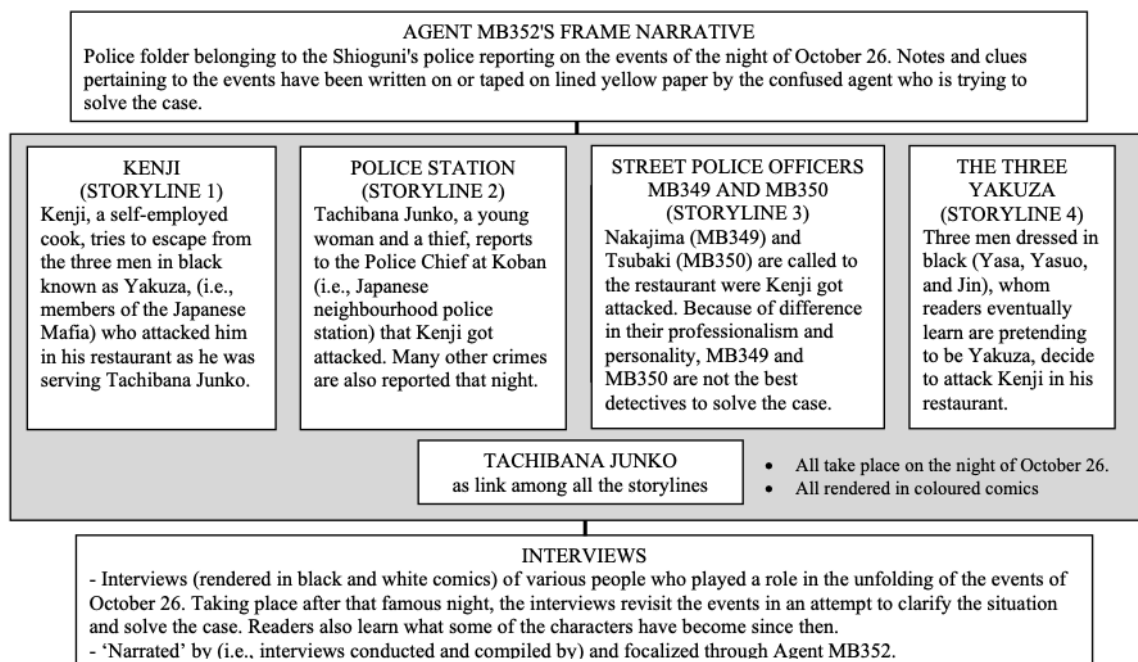 AGENT MB352'S FRAME NARRATIVE
Police folder belonging to the Shioguni's police reporting on the events of the night of October 26. Notes and clues
pertaining to the events have been written on or taped on lined yellow paper by the confused agent who is trying to
solve the case.
KENJI
(STORYLINE 1)
Kenji, a self-employed
cook, tries to escape from
the three men in black
known as Yakuza, (i.e.,
members of the Japanese
Mafia) who attacked him
in his restaurant as he was
serving Tachibana Junko.
POLICE STATION
(STORYLINE 2)
Tachibana Junko, a young
woman and a thief, reports
to the Police Chief at Koban
(i.e., Japanese
neighbourhood police
station) that Kenji got
attacked. Many other crimes
are also reported that night.
STREET POLICE OFFICERS
MB349 AND MB350
(STORYLINE 3)
Nakajima (MB349) and
Tsubaki (MB350) are called to
the restaurant were Kenji got
attacked. Because of difference
in their professionalism and
personality, MB349 and
MB350 are not the best
detectives to solve the case.
THE THREE
YAKUZA
(STORYLINE 4)
Three men dressed in
black (Yasa, Yasuo,
and Jin), whom
readers eventually
learn are pretending
to be Yakuza, decide
to attack Kenji in his
restaurant.
TACHIBANA JUNKO
as link among all the storylines
• All take place on the night of October 26.
• All rendered in coloured comics
INTERVIEWS
- Interviews (rendered in black and white comics) of various people who played a role in the unfolding of the events of
October 26. Taking place after that famous night, the interviews revisit the events in an attempt to clarify the situation
and solve the case. Readers also learn what some of the characters have become since then.
- ‘Narrated’ by (i.e., interviews conducted and compiled by) and focalized through Agent MB352.